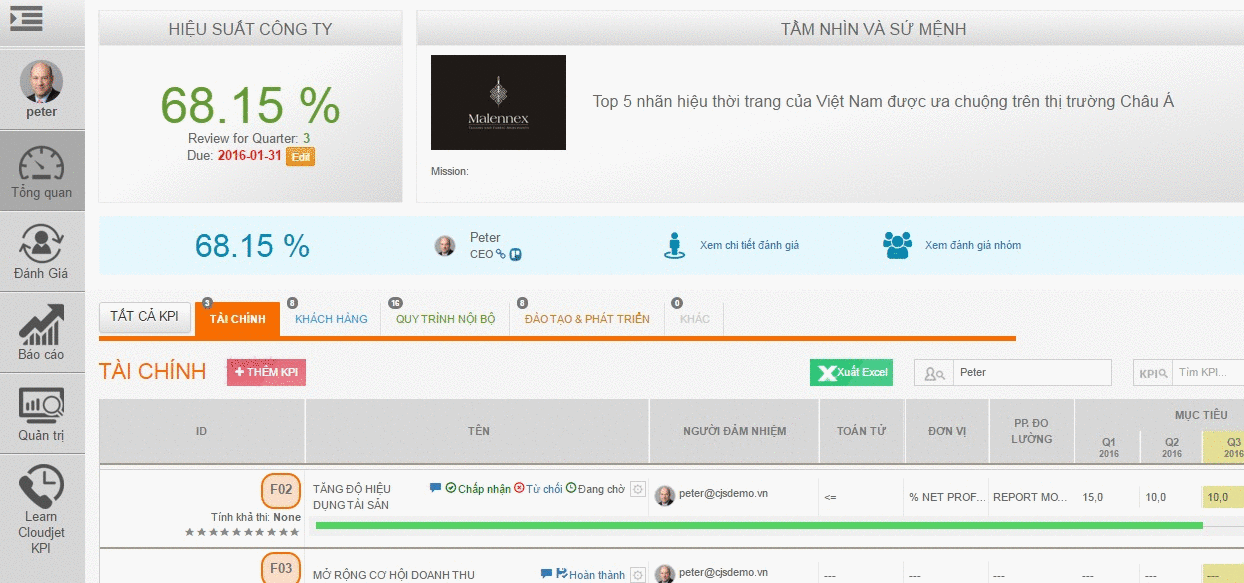 HIỆU SUẤT CÔNG TY
TẦM NHÌN VÀ SỨ MỆNH
peter
68.15 %
Review for Quarter: 3
Due: 2016-01-31 Edit
Malennex
Top 5 nhãn hiệu thời trang của Việt Nam được ưa chuộng trên thị trường Châu Á
Mission:
Tổng quan
Đánh Giá
Báo cáo
Quản trị
Learn
Cloudjet
KPI
68.15 %
Peter
CEO
Xem chi tiết đánh giá
Xem đánh giá nhóm
TẤT CẢ KPI
3 TÀI CHÍNH
8 KHÁCH HÀNG
16 QUY TRÌNH NỘI BỘ
8 ĐÀO TẠO & PHÁT TRIỂN
0 KHÁC
TÀI CHÍNH
+ THÊM KPI
Xuất Excel
Peter
KPI
Tìm KPI...
ID
TÊN
NGƯỜI ĐẢM NHIỆM
TOÁN TỬ
ĐƠN VỊ
PP. ĐO
LƯỜNG
MỤC TIÊU
Q1
2016
Q2
2016
Q3
2016
F02
Tính khả thi: None
TĂNG ĐỘ HIỆU
DỤNG TÀI SẢN
Chấp nhận Từ chối Đang chờ
peter@cjsdemo.vn
<=
% NET PROF...
REPORT MO...
15,0
10,0
10,0
F03
MỞ RỘNG CƠ HỘI DOANH THU
Hoàn thành
peter@cjsdemo.vn
---
---
---
---
---
---